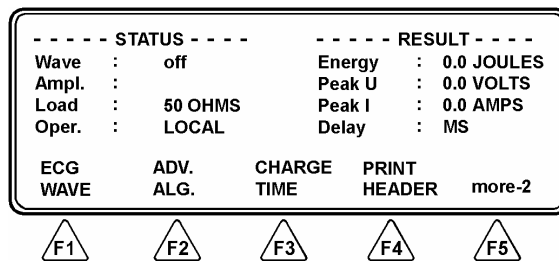 - - - - - STATUS - - - -          - - - - - RESULT - - - -
Wave : off          Energy : 0.0 JOULES
Ampl. :          Peak U : 0.0 VOLTS
Load : 50 OHMS          Peak I : 0.0 AMPS
Oper. : LOCAL          Delay : MS
ECG          ADV.          CHARGE          PRINT
WAVE          ALG.          TIME          HEADER          more-2
F1          F2          F3          F4          F5